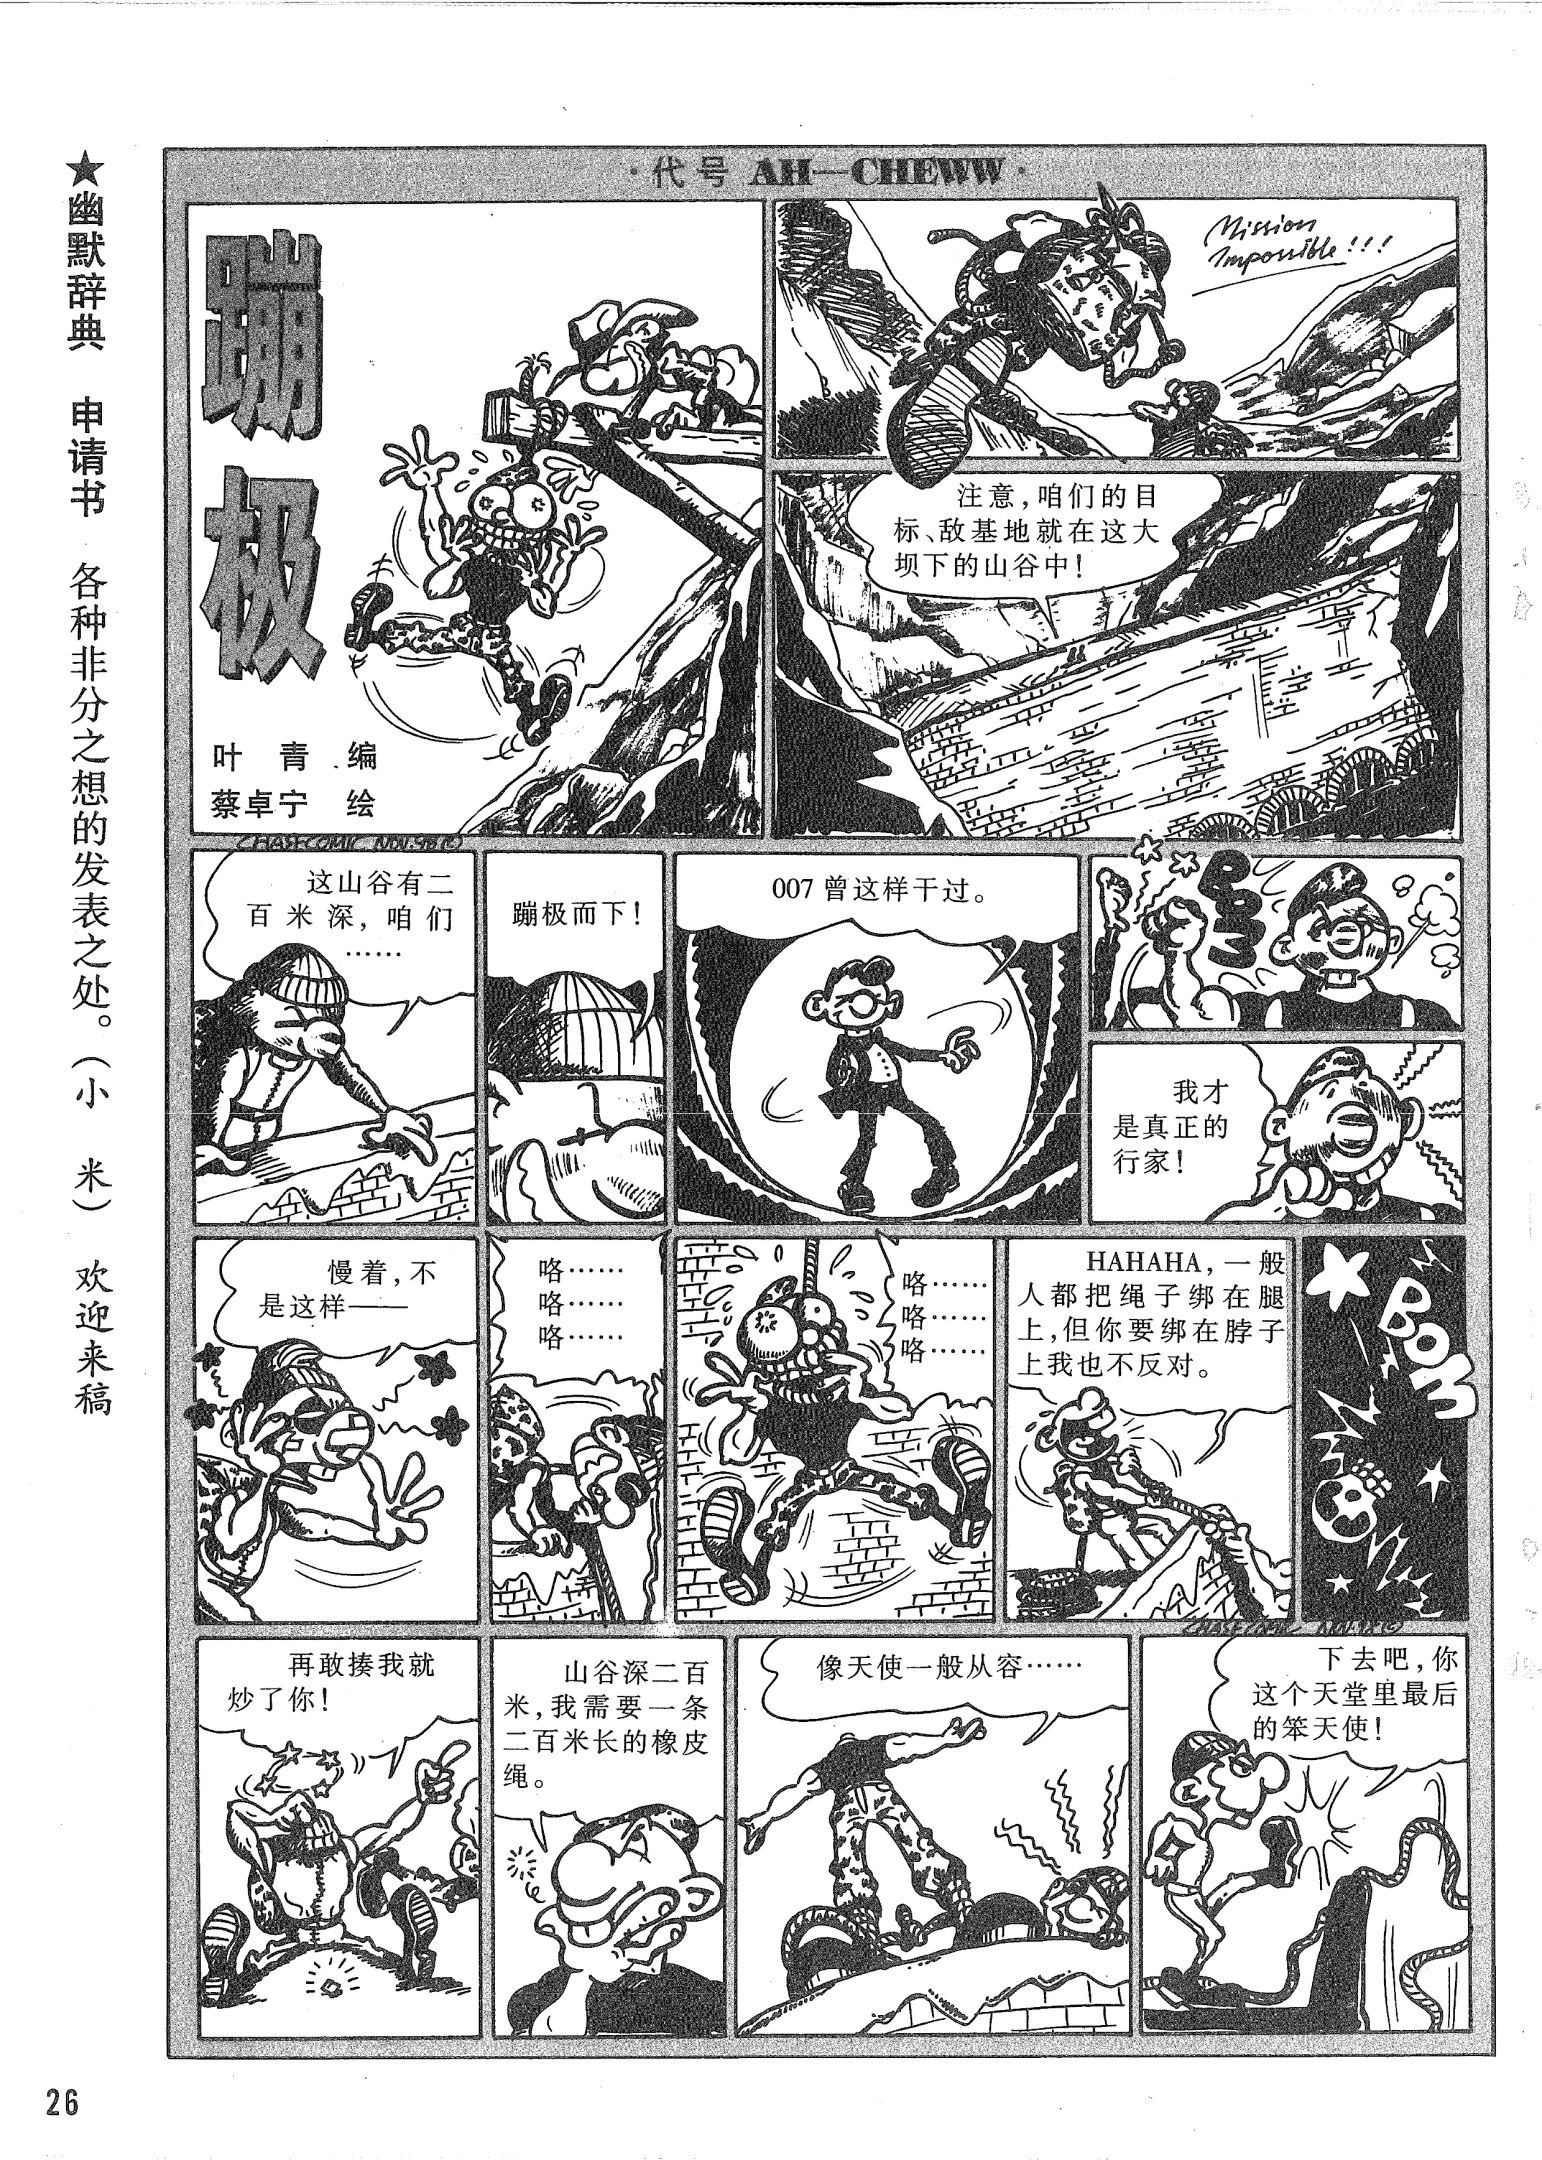 ·代号 AH—CHEWW·
蹦极
叶青 编
蔡卓宁 绘
Mission
Impossible!!!
注意，咱们的目
标、敌基地就在这大
坝下的山谷中！
CHASECOMIC NOV.98
这山谷有二
百米深，咱们
……
蹦极而下！
007曾这样干过。
我才
是真正的
行家！
慢着，不
是这样——
咯……
咯……
咯……
咯……
咯……
咯……
HAHAHA，一般
人都把绳子绑在腿
上，但你要绑在脖子
上我也不反对。
BOM
CHASECOMIC NOV.98
再敢揍我就
炒了你！
山谷深二百
米，我需要一条
二百米长的橡皮
绳。
像天使一般从容……
下去吧，你
这个天堂里最后
的笨天使！
★幽默辞典 申请书 各种非分之想的发表之处。（小 米） 欢迎来稿
26